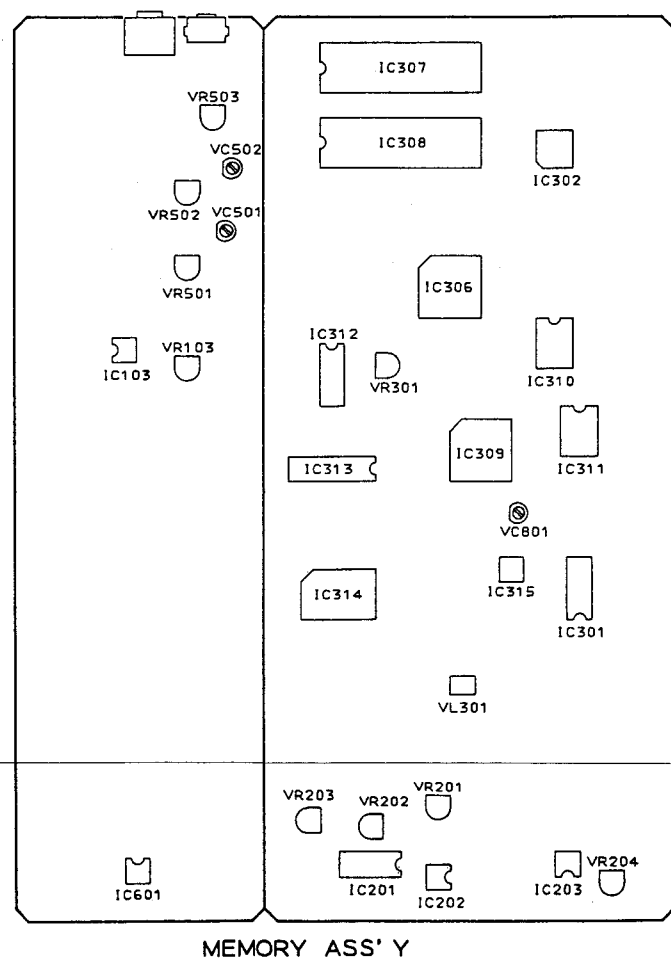 IC307
VR503
IC308
VC502
IC302
VR502
VC501
VR501
IC306
IC312
VR103
IC103
VR301
IC310
IC309
IC313
IC311
VC801
IC315
IC314
IC301
VL301
VR201
VR203
VR202
VR204
IC601
IC201
IC202
IC203
MEMORY ASS' Y